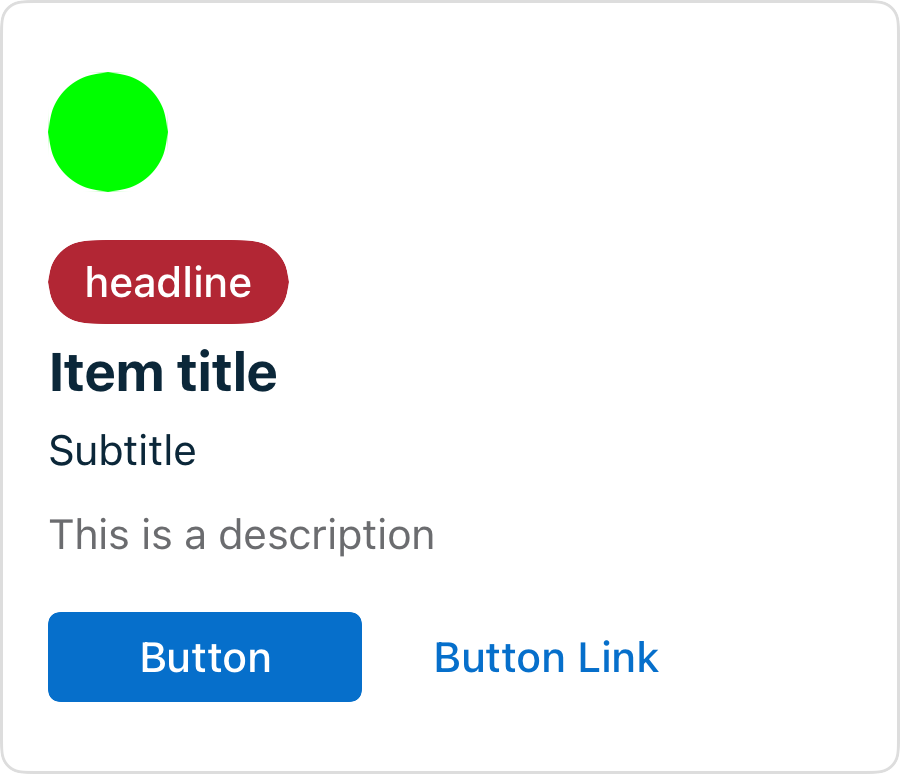 headline
Item title
Subtitle
This is a description
Button Button Link